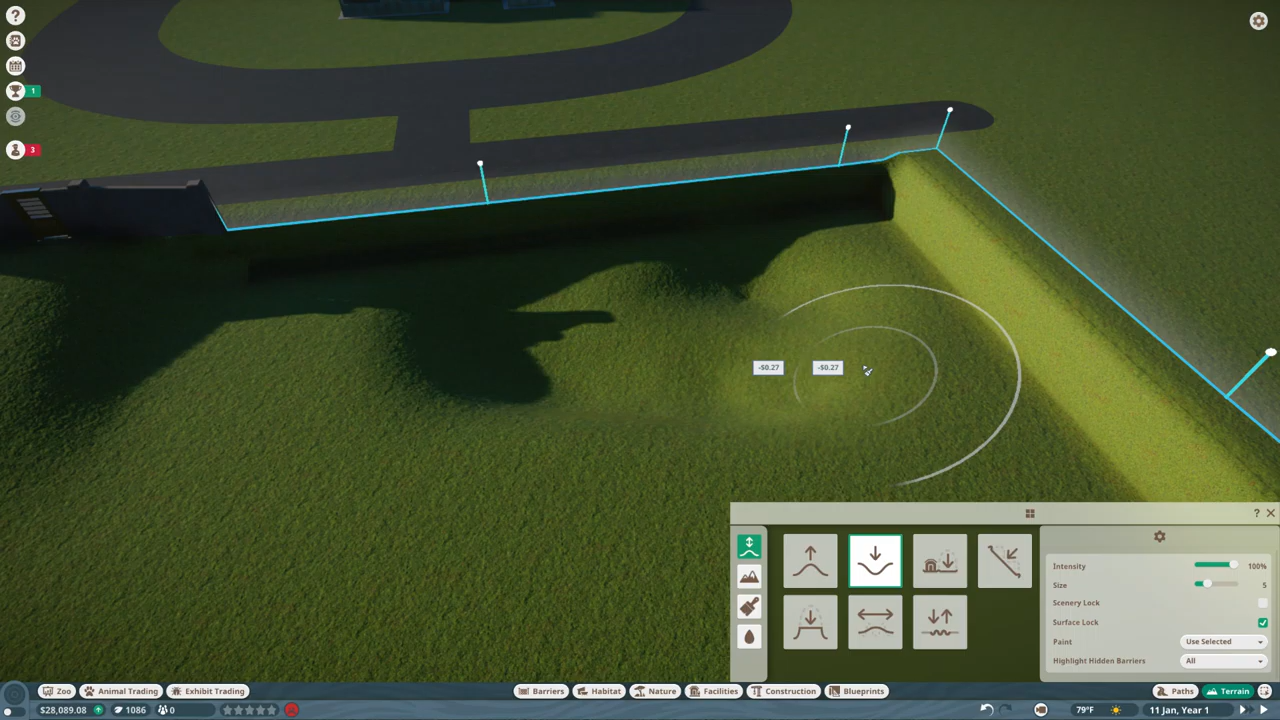 ?
1
3
-$0.27 -$0.27
? ×
Intensity 100%
Size 5
Scenery Lock
Surface Lock
Paint Use Selected
Highlight Hidden Barriers All
Zoo Animal Trading Exhibit Trading Barriers Habitat Nature Facilities Construction Blueprints Paths Terrain
$28,089.08 1086 0 79°F 11 Jan, Year 1